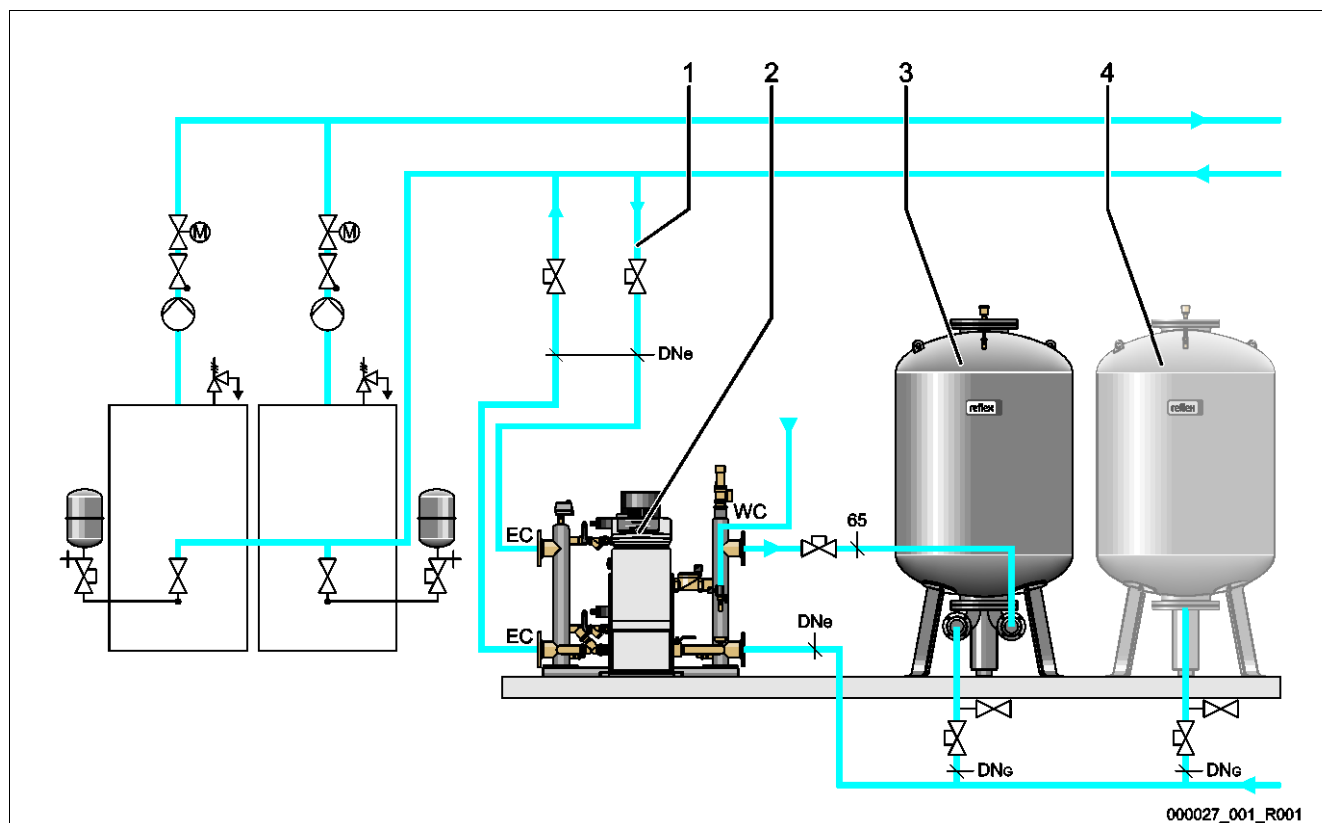 1
2
3
4
M
M
DNe
reflex
reflex
EC
WC
65
EC
DNe
DNG
DNG
000027_001_R001